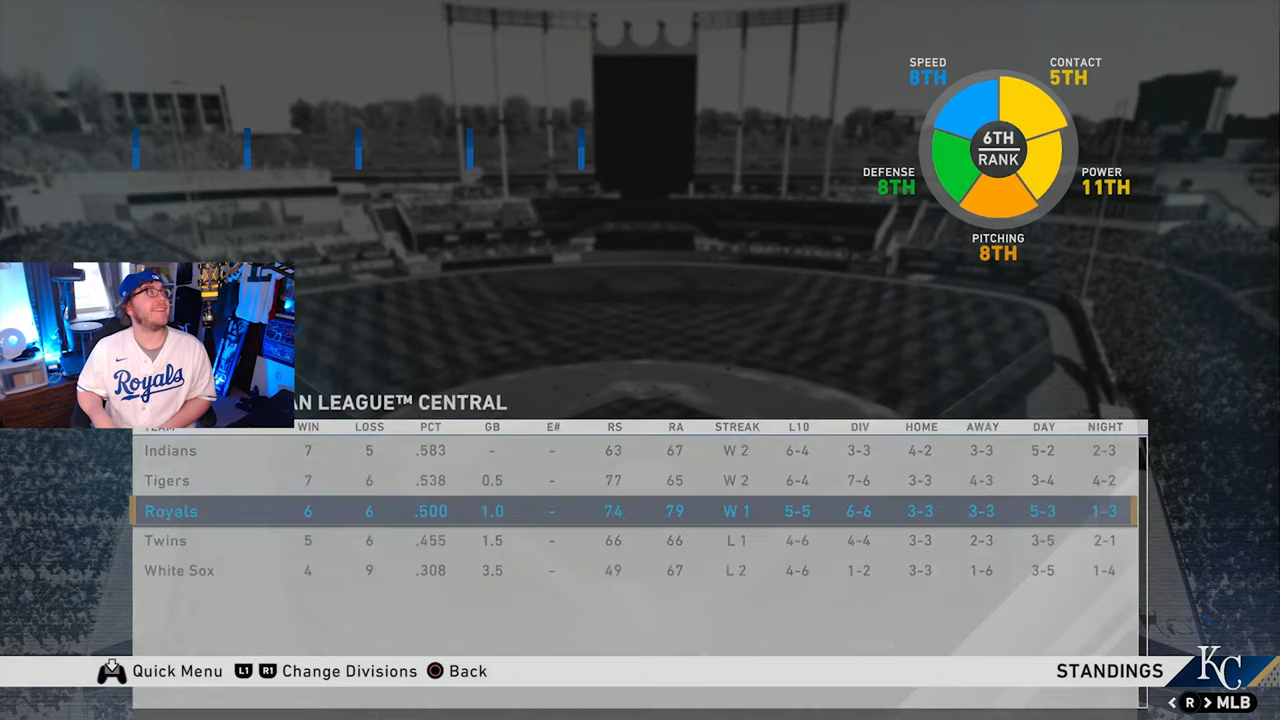 SPEED
8TH
CONTACT
5TH
6TH
RANK
DEFENSE
8TH
POWER
11TH
PITCHING
8TH
Royals
AN LEAGUE™ CENTRAL
TEAM WIN LOSS PCT GB E# RS RA STREAK L10 DIV HOME AWAY DAY NIGHT
Indians 7 5 .583 - - 63 67 W 2 6-4 3-3 4-2 3-3 5-2 2-3
Tigers 7 6 .538 0.5 - 77 65 W 2 6-4 7-6 3-3 4-3 3-4 4-2
Royals 6 6 .500 1.0 - 74 79 W 1 5-5 6-6 3-3 3-3 5-3 1-3
Twins 5 6 .455 1.5 - 66 66 L 1 4-6 4-4 3-3 2-3 3-5 2-1
White Sox 4 9 .308 3.5 - 49 67 L 2 4-6 1-2 3-3 1-6 3-5 1-4
Quick Menu L1 R1 Change Divisions Back
STANDINGS KC
< R > MLB